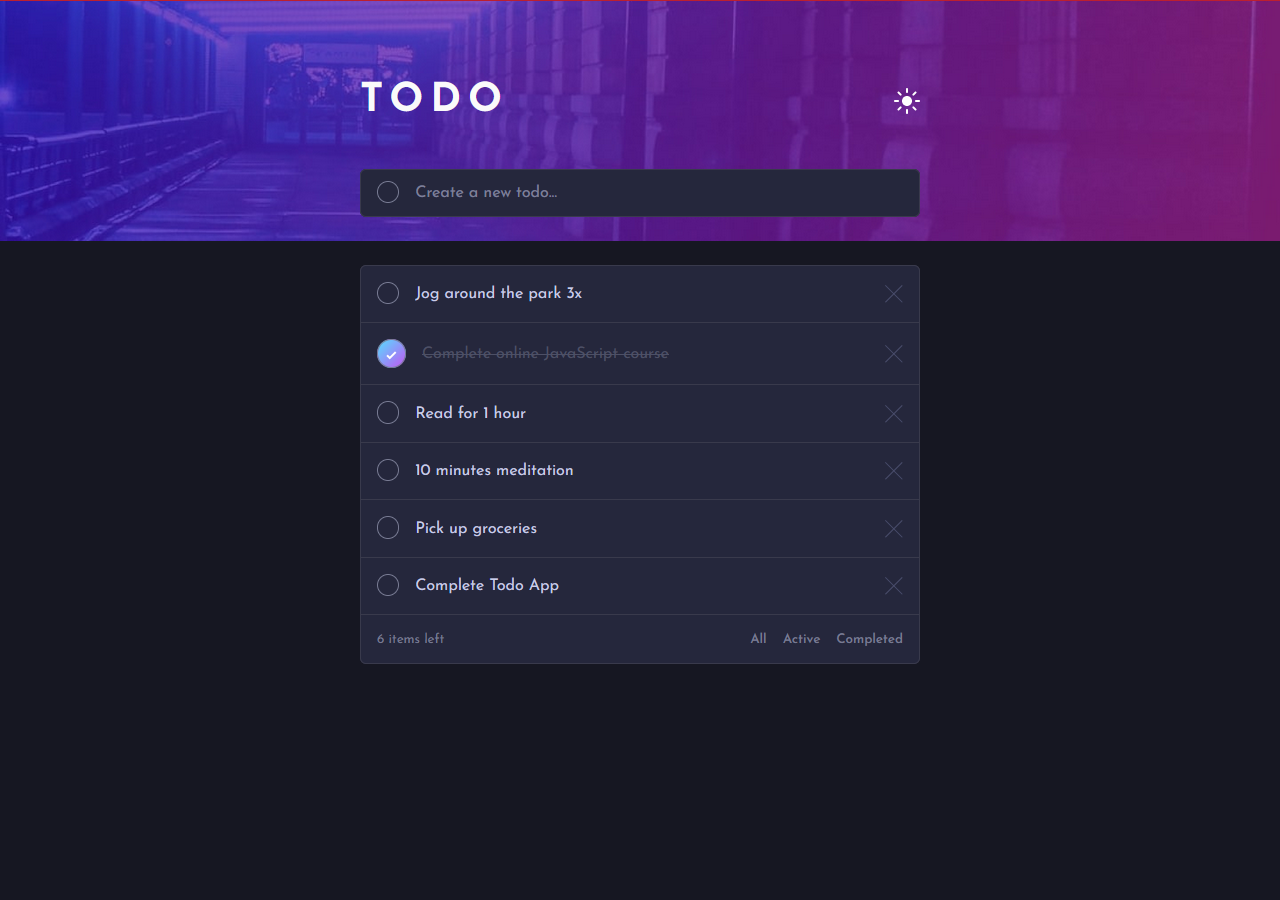 TODO
Create a new todo...
Jog around the park 3x
Complete online JavaScript course
Read for 1 hour
10 minutes meditation
Pick up groceries
Complete Todo App
6 items left All Active Completed